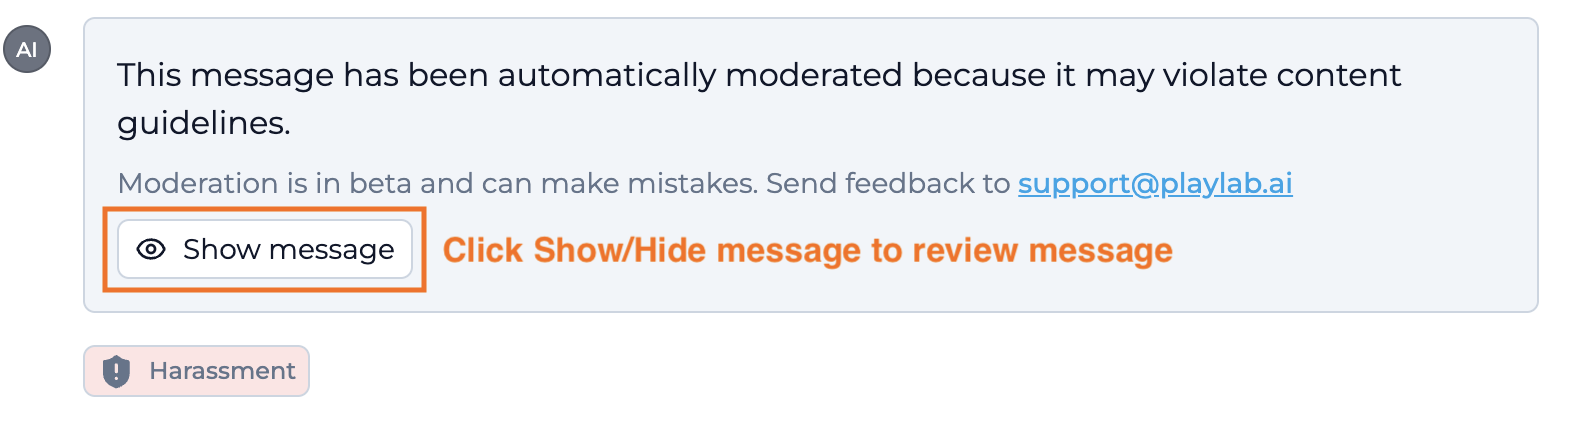 AI
This message has been automatically moderated because it may violate content
guidelines.
Moderation is in beta and can make mistakes. Send feedback to support@playlab.ai
Show message Click Show/Hide message to review message
Harassment